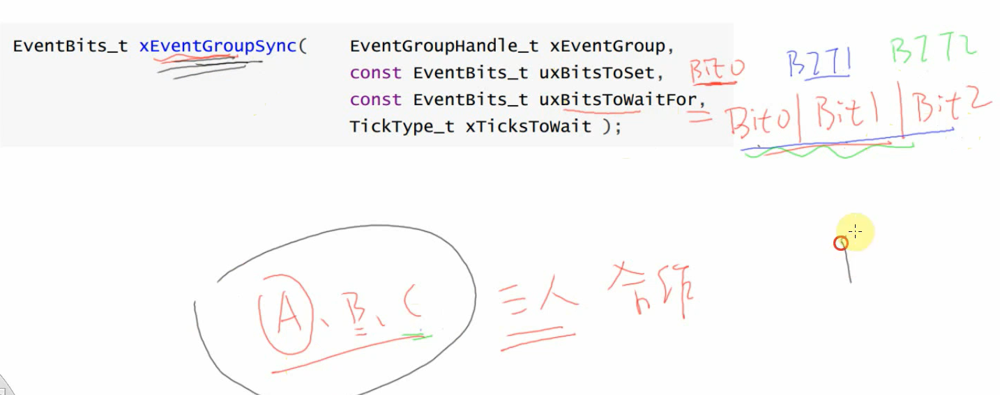 EventBits_t xEventGroupSync( EventGroupHandle_t xEventGroup,
const EventBits_t uxBitsToSet, Bit0 BIT1 BIT2
const EventBits_t uxBitsToWaitFor, = Bit0 | Bit1 | Bit2
TickType_t xTicksToWait );
A、B、C 三人 合作